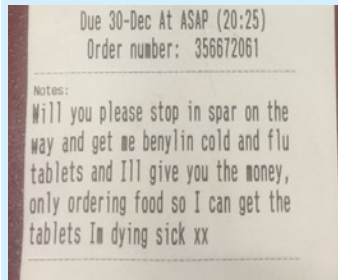 Due 30-Dec At ASAP (20:25)
Order number: 356672061
Notes:
Will you please stop in spar on the
way and get me benylin cold and flu
tablets and Ill give you the money,
only ordering food so I can get the
tablets Im dying sick xx